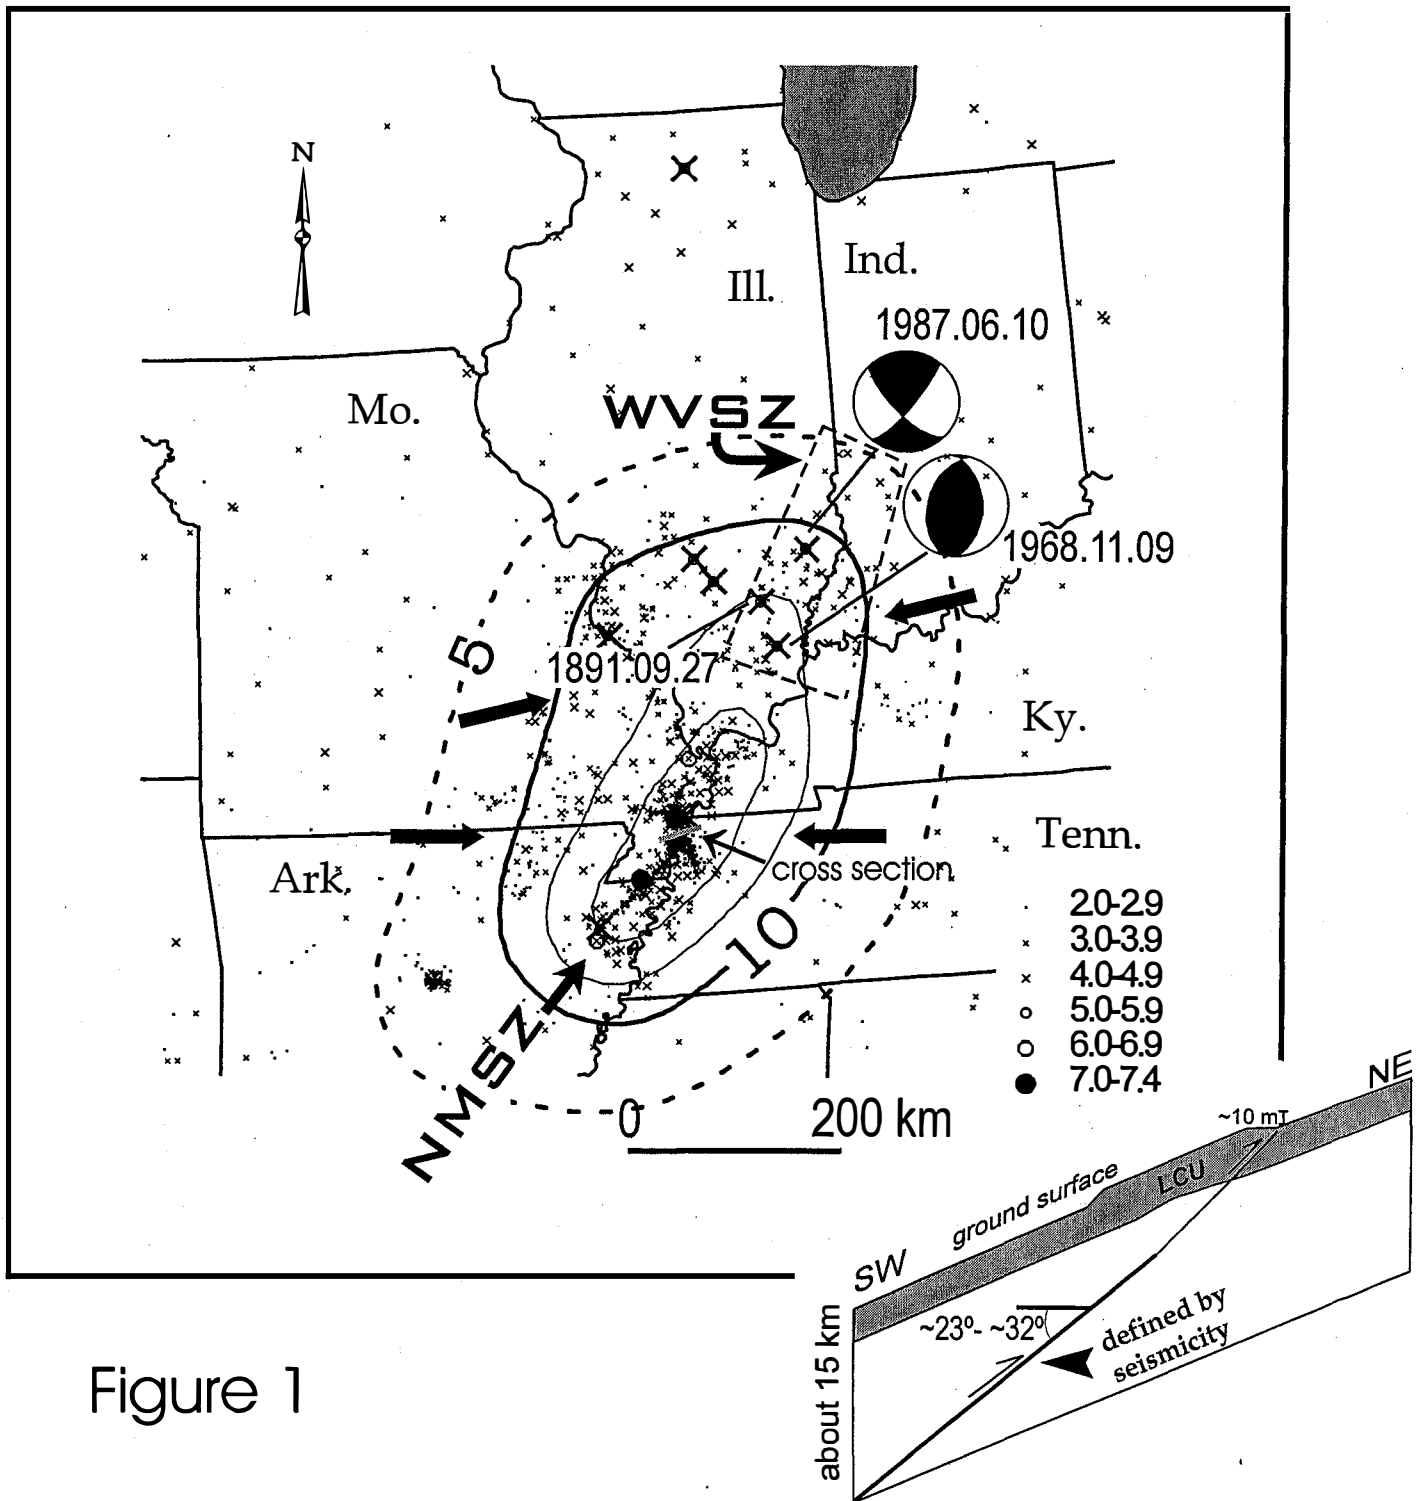 N
Ill.
Ind.
1987.06.10
Mo.
WVSZ
1968.11.09
5
1891.09.27
Ky.
Tenn.
cross section
Ark.
10
2.0-2.9
3.0-3.9
4.0-4.9
5.0-5.9
6.0-6.9
7.0-7.4
NMSZ
0 200 km
NE
~10 m
LCU
ground surface
SW
~23º- ~32º
defined by
seismicity
about 15 km
Figure 1